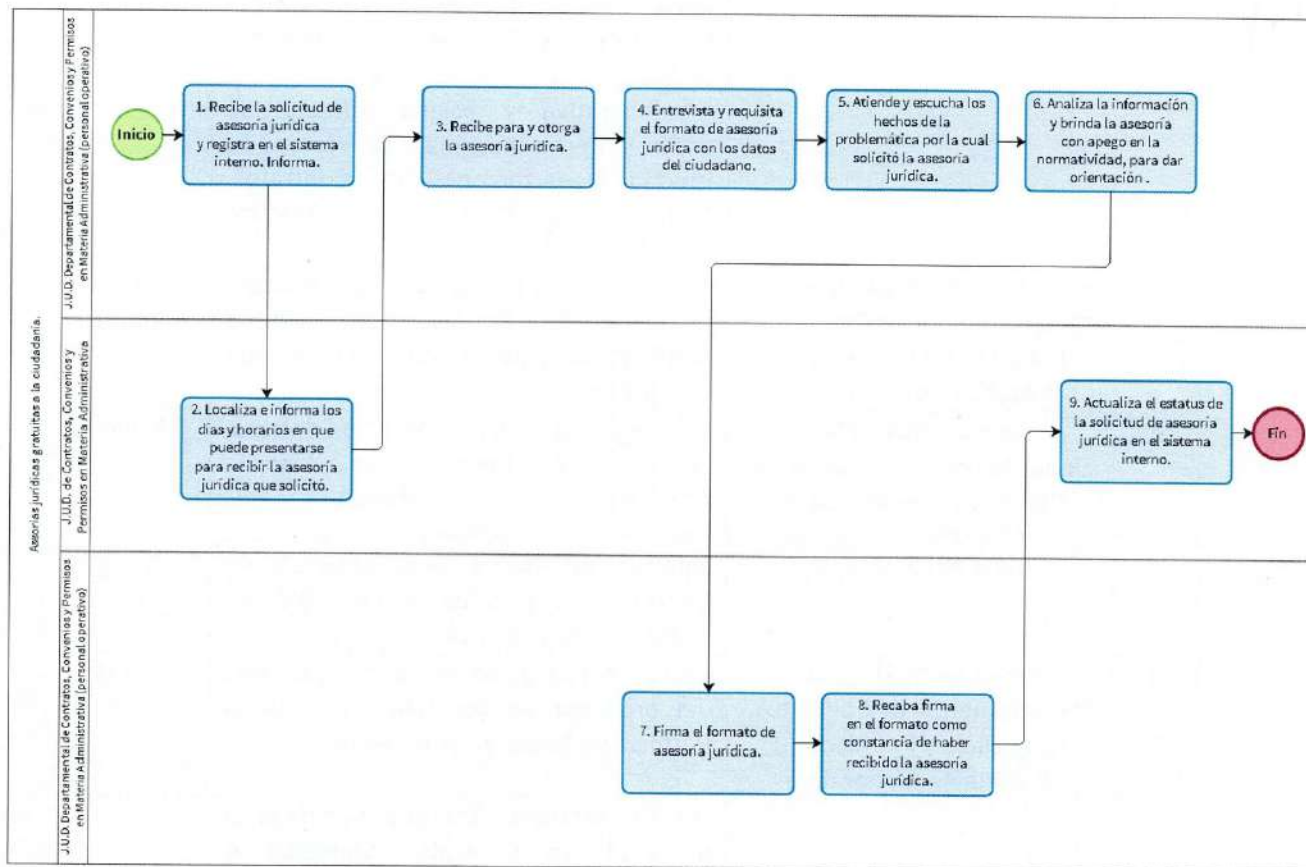 Asesorías jurídicas gratuitas a la ciudadanía.
J.U.D. Departamental de Contratos, Convenios y Permisos
en Materia Administrativa (personal operativo)
Inicio
1. Recibe la solicitud de
asesoría jurídica
y registra en el sistema
interno. Informa.
3. Recibe para y otorga
la asesoría jurídica.
4. Entrevista y requisita
el formato de asesoría
jurídica con los datos
del ciudadano.
5. Atiende y escucha los
hechos de la
problemática por la cual
solicitó la asesoría
jurídica.
6. Analiza la información
y brinda la asesoría
con apego en la
normatividad, para dar
orientación .
J.U.D. de Contratos, Convenios y
Permisos en Materia Administrativa
2. Localiza e informa los
días y horarios en que
puede presentarse
para recibir la asesoría
jurídica que solicitó.
9. Actualiza el estatus de
la solicitud de asesoría
jurídica en el sistema
interno.
Fin
J.U.D. Departamental de Contratos, Convenios y Permisos
en Materia Administrativa (personal operativo)
7. Firma el formato de
asesoría jurídica.
8. Recaba firma
en el formato como
constancia de haber
recibido la asesoría
jurídica.